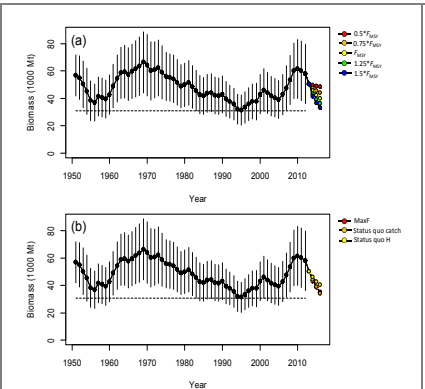 (a)
80
60
40
20
0
Biomass (1000 Mt)
1950 1960 1970 1980 1990 2000 2010
Year
0.5*FMSY
0.75*FMSY
FMSY
1.25*FMSY
1.5*FMSY
(b)
80
60
40
20
0
Biomass (1000 Mt)
1950 1960 1970 1980 1990 2000 2010
Year
MaxF
Status quo catch
Status quo H